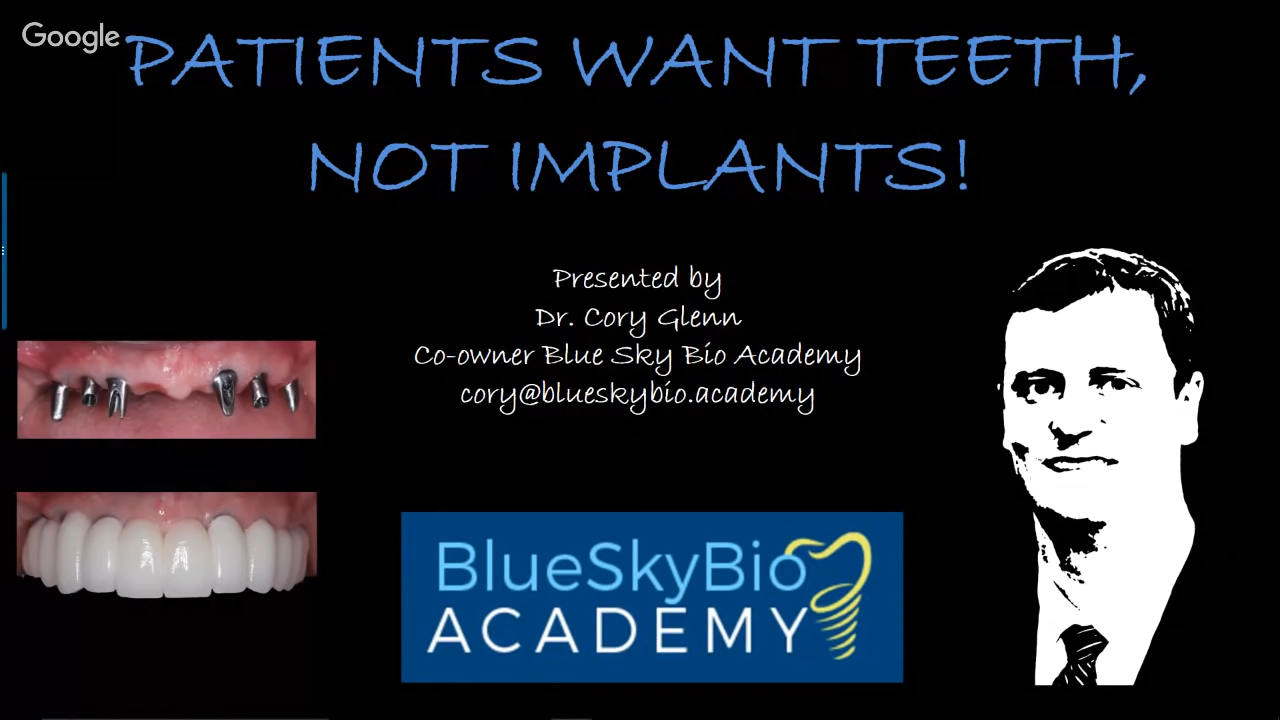 Google
PATIENTS WANT TEETH,
NOT IMPLANTS!
Presented by
Dr. Cory Glenn
Co-owner Blue Sky Bio Academy
cory@blueskybio.academy
BlueSkyBio
ACADEMY